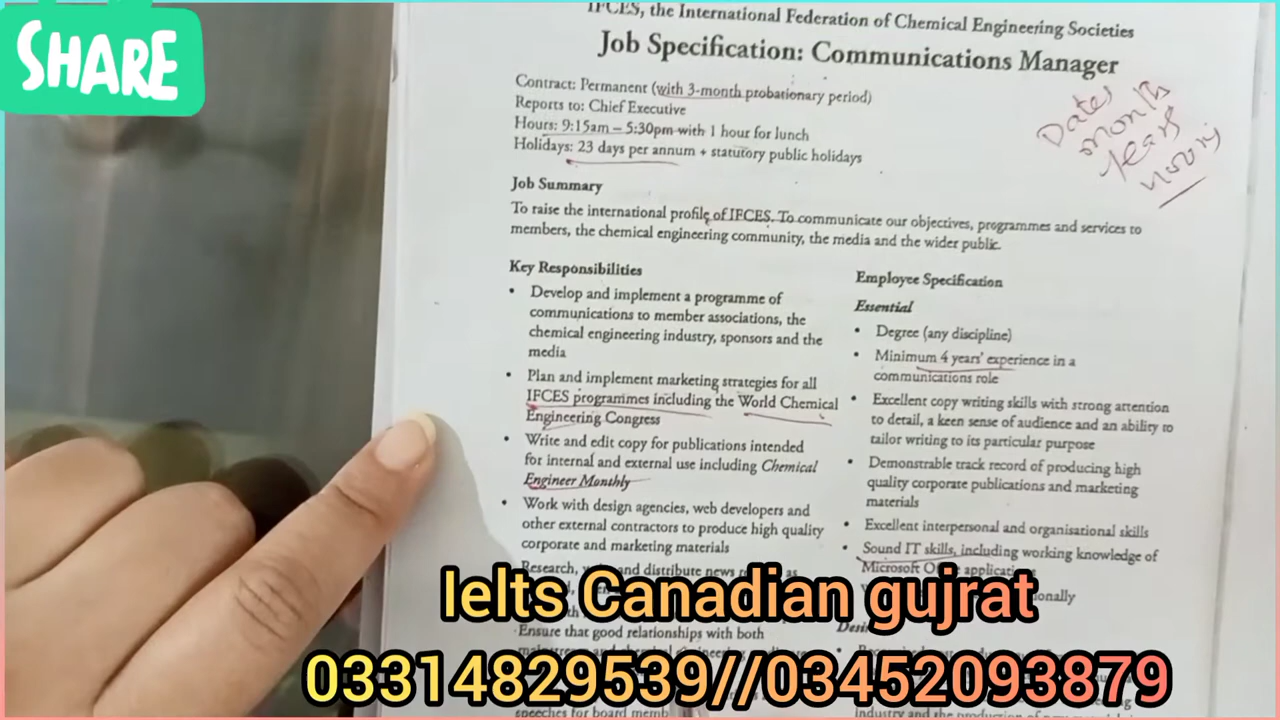 SHARE
IFCES, the International Federation of Chemical Engineering Societies
Job Specification: Communications Manager
Contract: Permanent (with 3-month probationary period)
Reports to: Chief Executive
Hours: 9:15am – 5:30pm with 1 hour for lunch
Holidays: 23 days per annum + statutory public holidays
Dates
month
years
Job Summary
To raise the international profile of IFCES. To communicate our objectives, programmes and services to
members, the chemical engineering community, the media and the wider public.
Key Responsibilities
• Develop and implement a programme of
communications to member associations, the
chemical engineering industry, sponsors and the
media
• Plan and implement marketing strategies for all
IFCES programmes including the World Chemical
Engineering Congress
• Write and edit copy for publications intended
for internal and external use including Chemical
Engineer Monthly
• Work with design agencies, web developers and
other external contractors to produce high quality
corporate and marketing materials
Research, and distribute news as
Ensure that good relationships with both
speeches for board
Employee Specification
Essential
• Degree (any discipline)
• Minimum 4 years' experience in a
communications role
• Excellent copy writing skills with strong attention
to detail, a keen sense of audience and an ability to
tailor writing to its particular purpose
• Demonstrable track record of producing high
quality corporate publications and marketing
materials
• Excellent interpersonal and organisational skills
• Sound IT skills, including working knowledge of
Microsoft
industry and the production of
Ielts Canadian gujrat
03314829539//03452093879